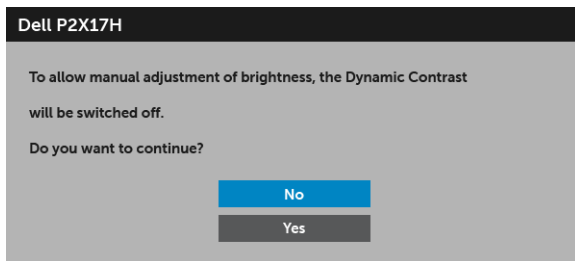 Dell P2X17H
To allow manual adjustment of brightness, the Dynamic Contrast
will be switched off.
Do you want to continue?
No
Yes